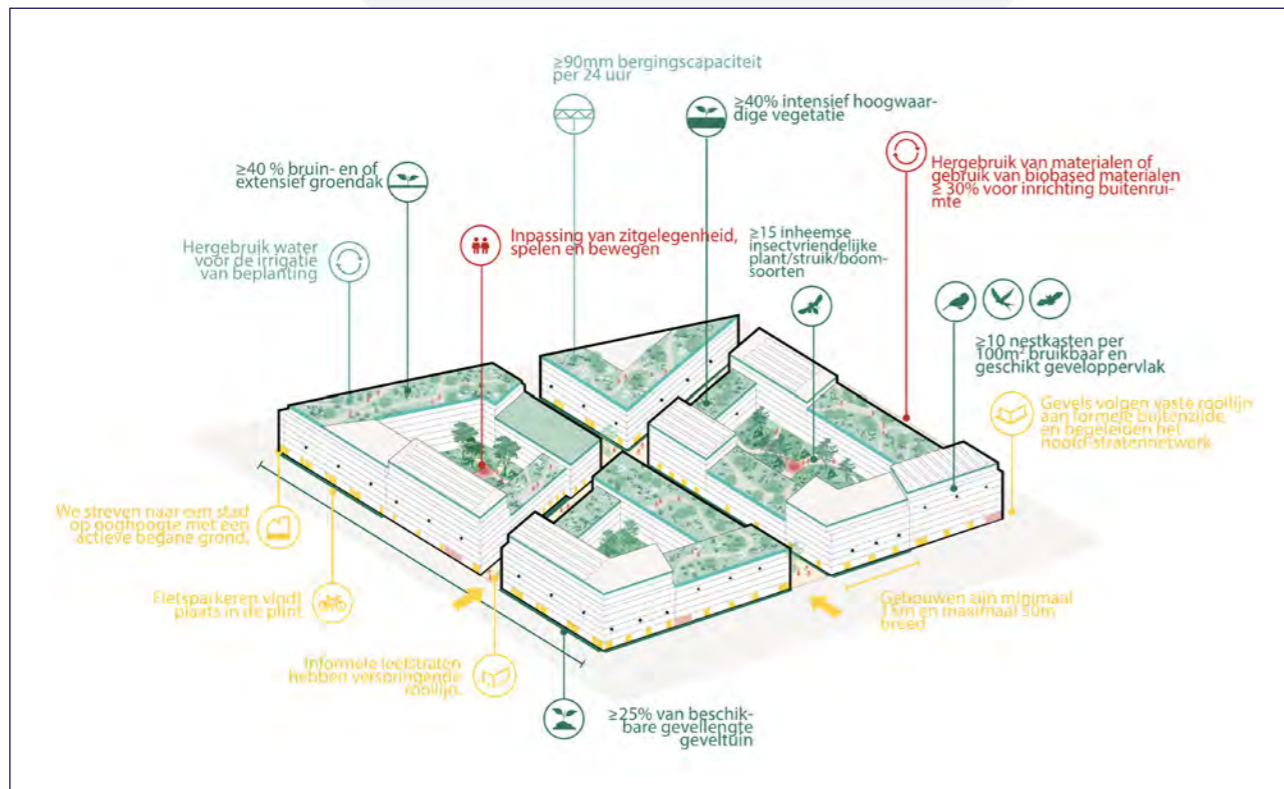 ≥90mm bergingscapaciteit
per 24 uur
≥40% intensief hoogwaar-
dige vegetatie
Hergebruik van materialen of
gebruik van biobased materialen
≥ 30% voor inrichting buitenrui-
mte
≥40 % bruin- en of
extensief groendak
Inpassing van zitgelegenheid,
spelen en bewegen
≥15 inheemse
insectvriendelijke
plant/struik/boom-
soorten
Hergebruik water
voor de irrigatie
van beplanting
≥10 nestkasten per
100m² bruikbaar en
geschikt geveloppervlak
Gevels volgen vaste rooilijn
aan formele buitenzijde
en begeleiden het
hoofd-stratennetwerk
We streven naar een stad
op ooghoogte met een
actieve begane grond.
Fietsparkeren vindt
plaats in de plint
Gebouwen zijn minimaal
en maximaal
breed
Informele leefstraten
hebben verspringende
rooilijn.
≥25% van beschik-
bare gevellengte
geveltuin